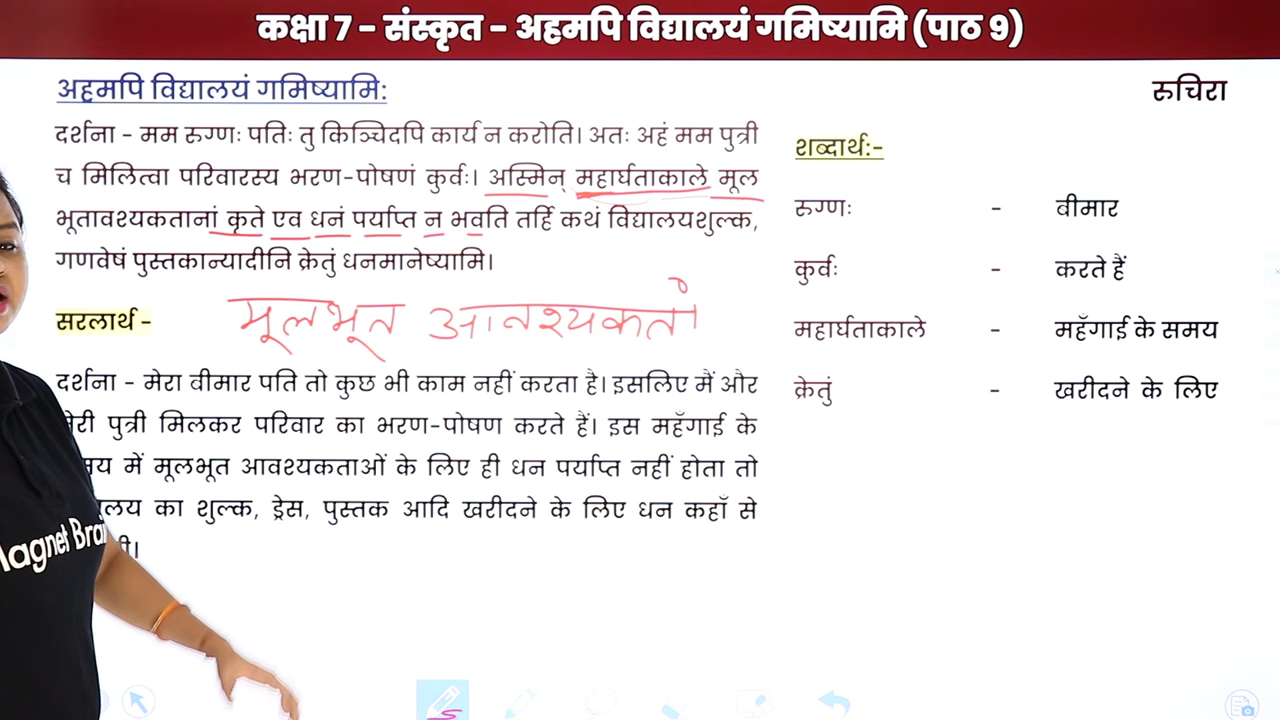 कक्षा 7 - संस्कृत - अहमपि विद्यालयं गमिष्यामि (पाठ 9)
अहमपि विद्यालयं गमिष्यामि:
रुचिरा
दर्शना - मम रुग्णः पतिः तु किञ्चिदपि कार्य न करोति। अतः अहं मम पुत्री
च मिलित्वा परिवारस्य भरण-पोषणं कुर्वः। अस्मिन् महार्घताकाले मूल
भूतावश्यकतानां कृते एव धनं पर्याप्त न भवति तर्हि कथं विद्यालयशुल्क,
गणवेषं पुस्तकान्यादीनि क्रेतुं धनमानेष्यामि।
सरलार्थ -
मूलभूत आवश्यकता
दर्शना - मेरा बीमार पति तो कुछ भी काम नहीं करता है। इसलिए मैं और
पुत्री मिलकर परिवार का भरण-पोषण करते हैं। इस महँगाई के
में मूलभूत आवश्यकताओं के लिए ही धन पर्याप्त नहीं होता तो
का शुल्क, ड्रेस, पुस्तक आदि खरीदने के लिए धन कहाँ से
शब्दार्थ:-
रुग्णः - बीमार
कुर्वः - करते हैं
महार्घताकाले - महँगाई के समय
क्रेतुं - खरीदने के लिए
Magnet Brai